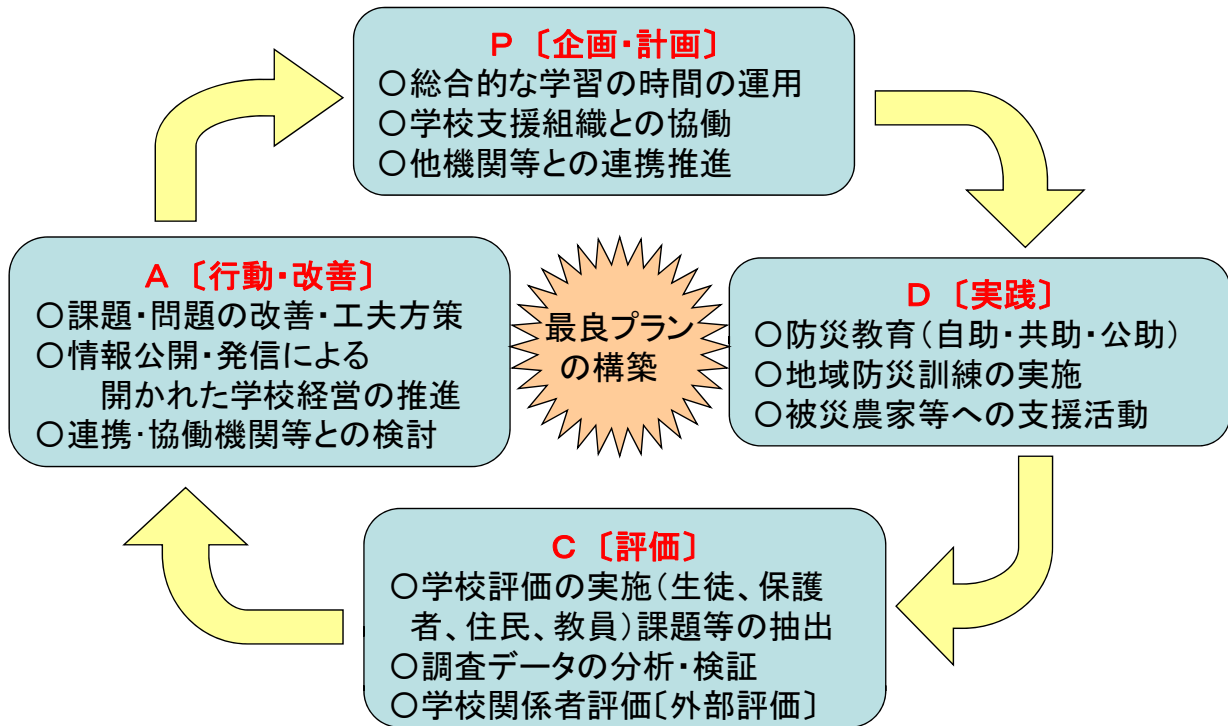 P 〔企画・計画〕
○総合的な学習の時間の運用
○学校支援組織との協働
○他機関等との連携推進
D 〔実践〕
○防災教育(自助・共助・公助)
○地域防災訓練の実施
○被災農家等への支援活動
C 〔評価〕
○学校評価の実施(生徒、保護
者、住民、教員)課題等の抽出
○調査データの分析・検証
○学校関係者評価〔外部評価〕
A 〔行動・改善〕
○課題・問題の改善・工夫方策
○情報公開・発信による
開かれた学校経営の推進
○連携・協働機関等との検討
最良プラン
の構築